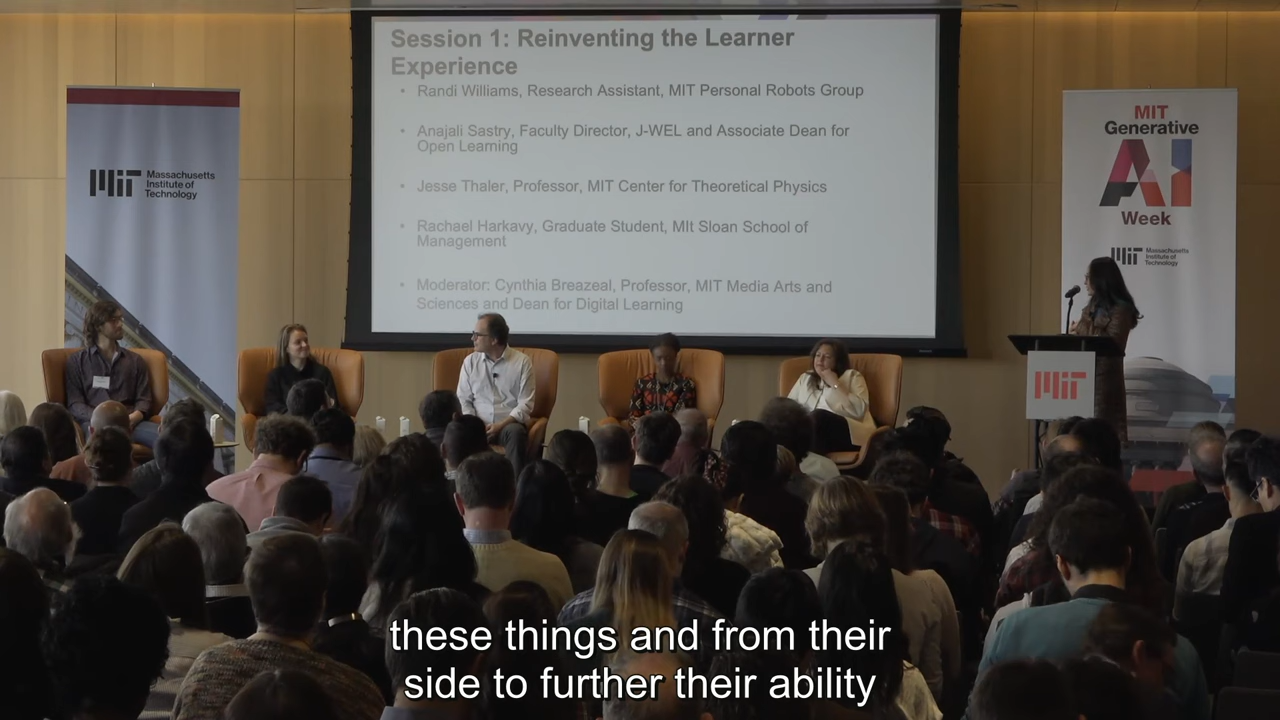 Session 1: Reinventing the Learner
Experience
• Randi Williams, Research Assistant, MIT Personal Robots Group
• Anajali Sastry, Faculty Director, J-WEL and Associate Dean for
Open Learning
• Jesse Thaler, Professor, MIT Center for Theoretical Physics
• Rachael Harkavy, Graduate Student, MIt Sloan School of
Management
• Moderator: Cynthia Breazeal, Professor, MIT Media Arts and
Sciences and Dean for Digital Learning
MIT
Massachusetts
Institute of
Technology
MIT
Generative
AI
Week
MIT
Massachusetts
Institute of
Technology
MIT
these things and from their
side to further their ability